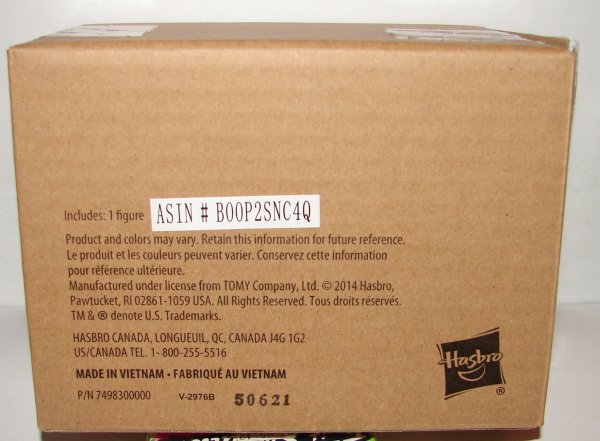 Includes: 1 figure ASIN # B00P2SNC4Q
Product and colors may vary. Retain this information for future reference.
Le produit et les couleurs peuvent varier. Conservez cette information
pour référence ultérieure.
Manufactured under license from TOMY Company, Ltd. © 2014 Hasbro,
Pawtucket, RI 02861-1059 USA. All Rights Reserved. Tous droits réservés.
TM & ® denote U.S. Trademarks.
HASBRO CANADA, LONGUEUIL, QC, CANADA J4G 1G2
US/CANADA TEL. 1- 800-255-5516
MADE IN VIETNAM • FABRIQUÉ AU VIETNAM
P/N 7498300000 V-2976B 50621
Hasbro ®